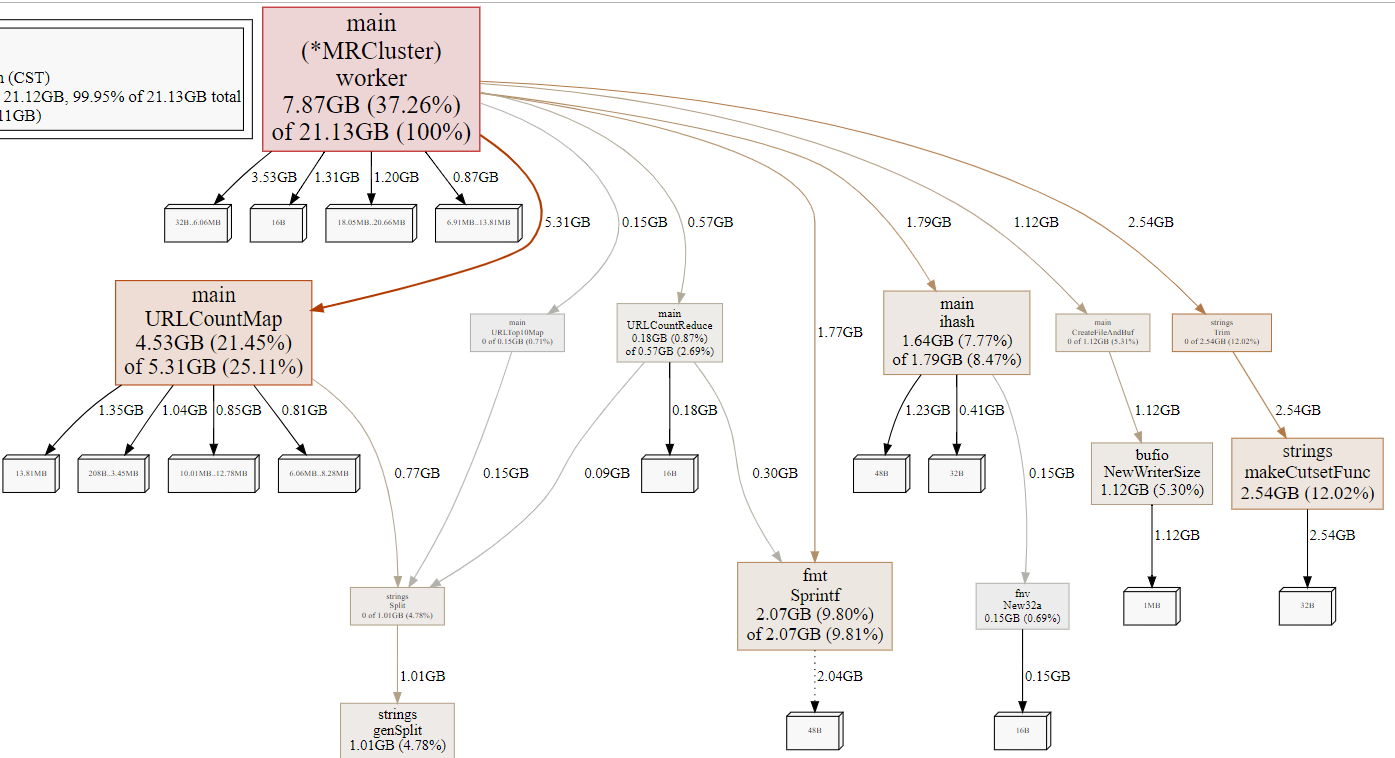 main
(*MRCluster)
worker
7.87GB (37.26%)
of 21.13GB (100%)
(CST)
21.12GB, 99.95% of 21.13GB total
11GB)
3.53GB
1.31GB
1.20GB
0.87GB
32B..6.06MB
16B
18.05MB..20.66MB
6.91MB..13.81MB
5.31GB
0.15GB
0.57GB
1.77GB
1.79GB
1.12GB
2.54GB
main
URLCountMap
4.53GB (21.45%)
of 5.31GB (25.11%)
main
URLTop10Map
0 of 0.15GB (0.71%)
main
URLCountReduce
0.18GB (0.87%)
of 0.57GB (2.69%)
main
ihash
1.64GB (7.77%)
of 1.79GB (8.47%)
main
CreateFileAndBuf
0 of 1.12GB (5.31%)
strings
Trim
0 of 2.54GB (12.02%)
1.35GB
1.04GB
0.85GB
0.81GB
13.81MB
208B..3.45MB
10.01MB..12.78MB
6.06MB..8.28MB
0.77GB
0.15GB
0.09GB
0.18GB
16B
0.30GB
1.23GB
0.41GB
48B
32B
0.15GB
1.12GB
2.54GB
bufio
NewWriterSize
1.12GB (5.30%)
strings
makeCutsetFunc
2.54GB (12.02%)
1.12GB
2.54GB
1MB
32B
strings
Split
0 of 1.01GB (4.78%)
fmt
Sprintf
2.07GB (9.80%)
of 2.07GB (9.81%)
fnv
New32a
0.15GB (0.69%)
1.01GB
2.04GB
0.15GB
strings
genSplit
1.01GB (4.78%)
48B
16B